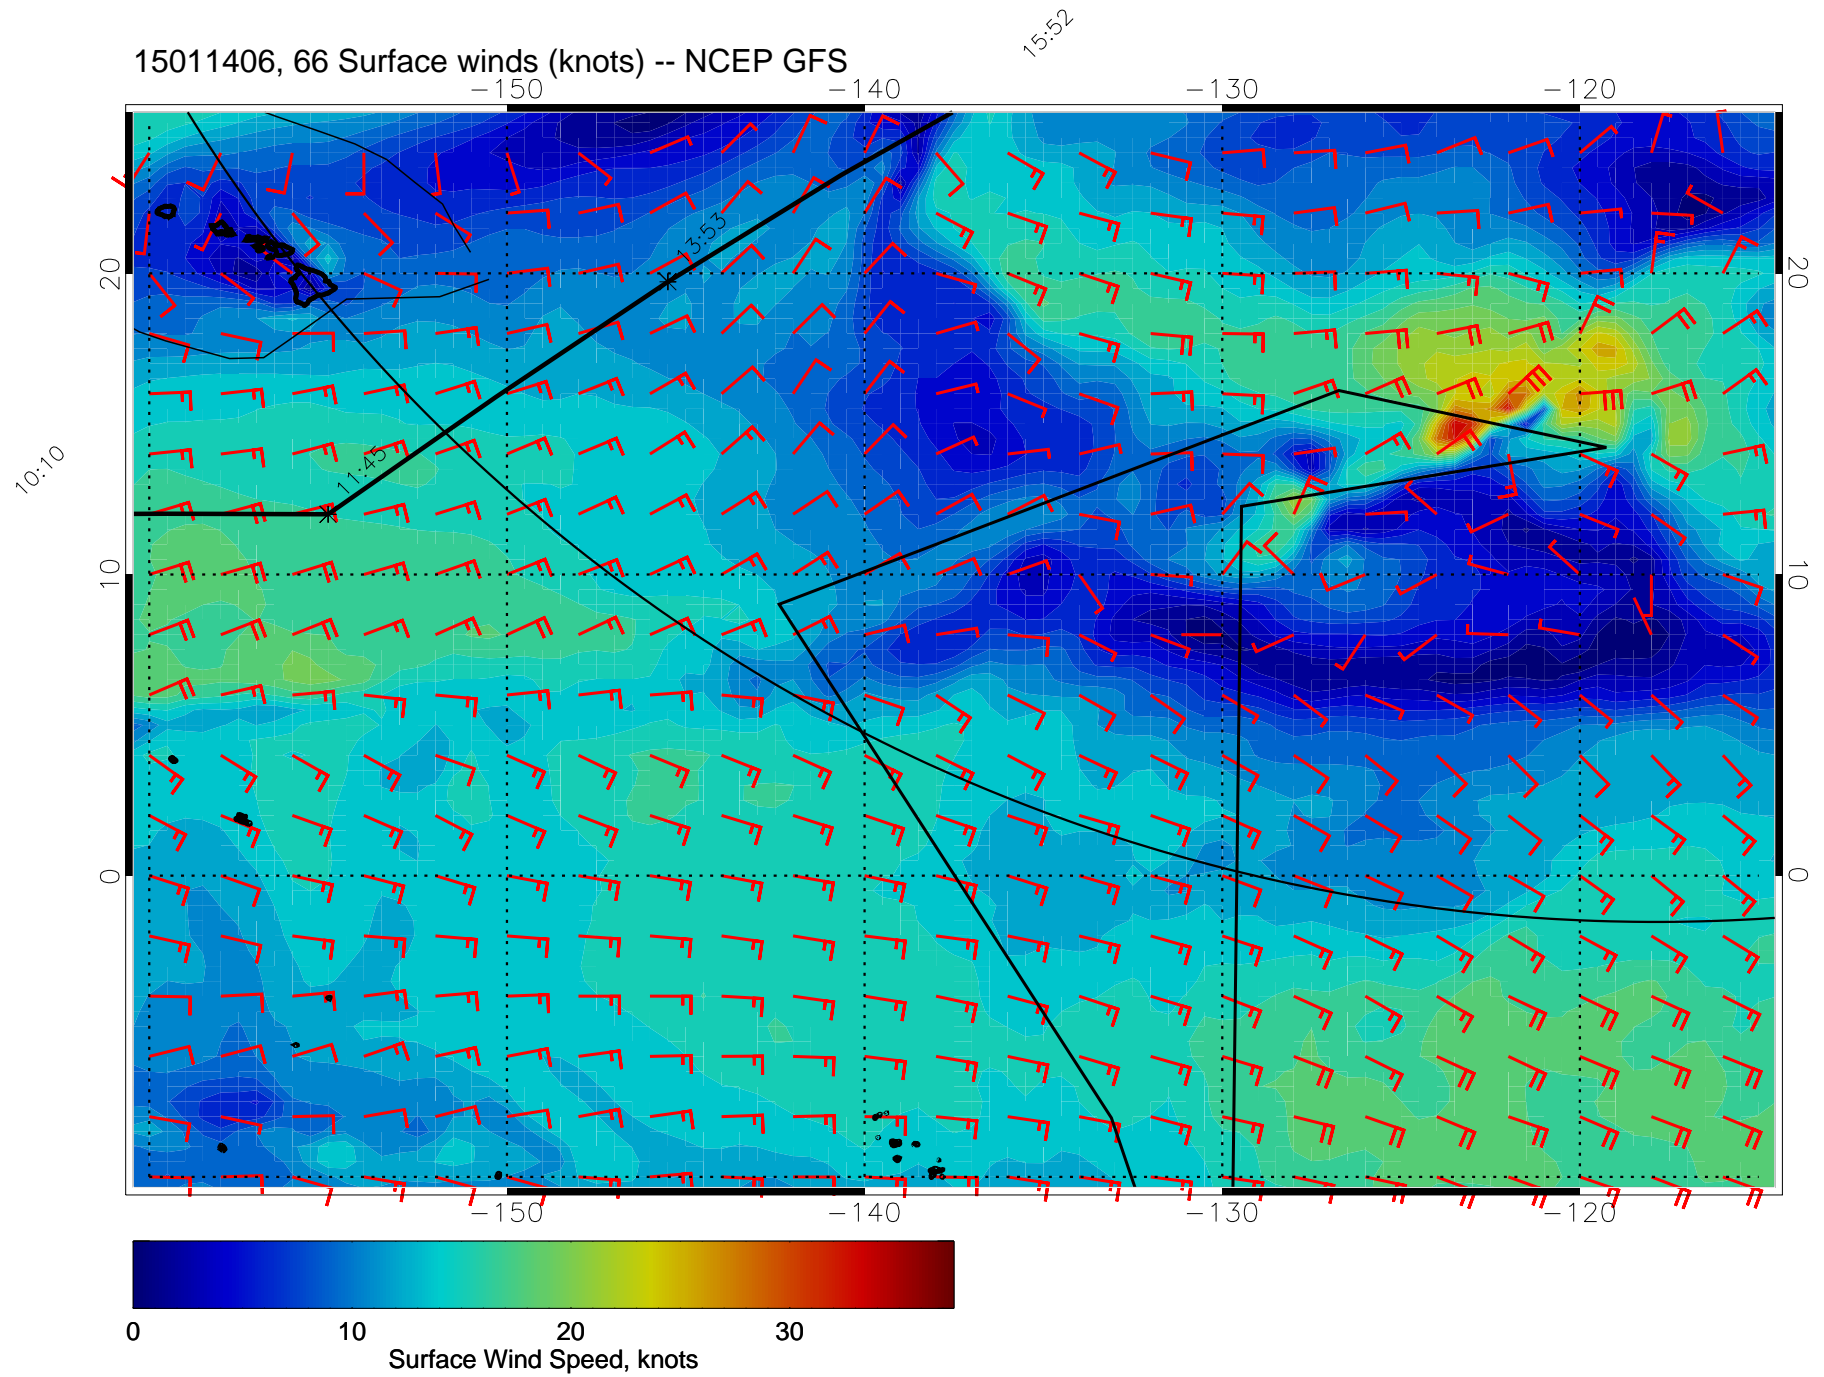 15:52
15011406, 66 Surface winds (knots) -- NCEP GFS
-150 -140 -130 -120
13:53
20 20
11:45
10:10
10 10
0 0
-150 -140 -130 -120
0 10 20 30
Surface Wind Speed, knots